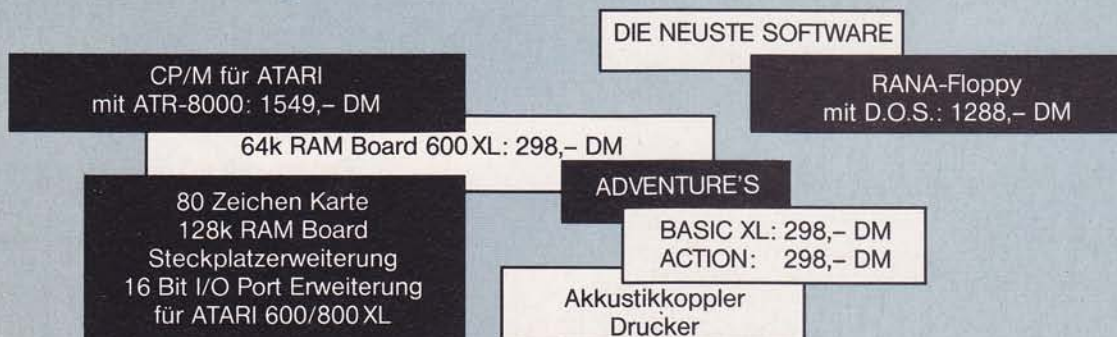 DIE NEUSTE SOFTWARE
CP/M für ATARI
mit ATR-8000: 1549,– DM
RANA-Floppy
mit D.O.S.: 1288,– DM
64k RAM Board 600 XL: 298,– DM
ADVENTURE'S
80 Zeichen Karte
128k RAM Board
Steckplatzerweiterung
16 Bit I/O Port Erweiterung
für ATARI 600/800 XL
BASIC XL: 298,– DM
ACTION: 298,– DM
Akkustikkoppler
Drucker